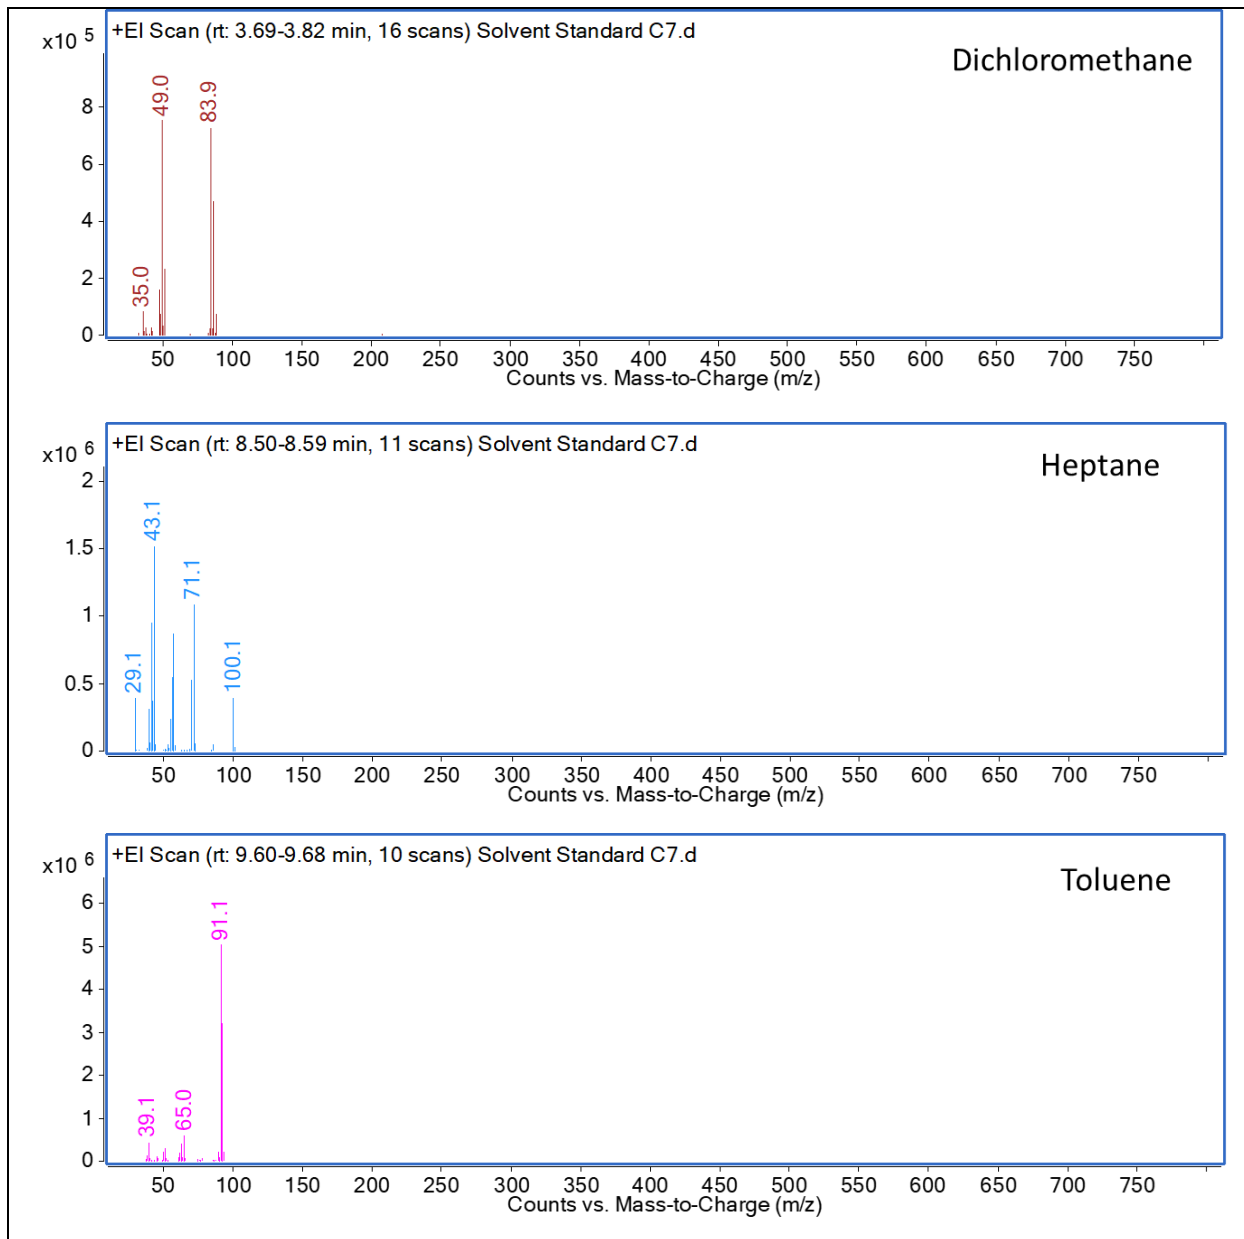 +EI Scan (rt: 3.69-3.82 min, 16 scans) Solvent Standard C7.d
x10 5
Dichloromethane
49.0
83.9
35.0
8
6
4
2
0
50 100 150 200 250 300 350 400 450 500 550 600 650 700 750
Counts vs. Mass-to-Charge (m/z)
+EI Scan (rt: 8.50-8.59 min, 11 scans) Solvent Standard C7.d
x10 6
Heptane
43.1
71.1
29.1
100.1
2
1.5
1
0.5
0
50 100 150 200 250 300 350 400 450 500 550 600 650 700 750
Counts vs. Mass-to-Charge (m/z)
+EI Scan (rt: 9.60-9.68 min, 10 scans) Solvent Standard C7.d
x10 6
Toluene
91.1
39.1
65.0
6
5
4
3
2
1
0
50 100 150 200 250 300 350 400 450 500 550 600 650 700 750
Counts vs. Mass-to-Charge (m/z)